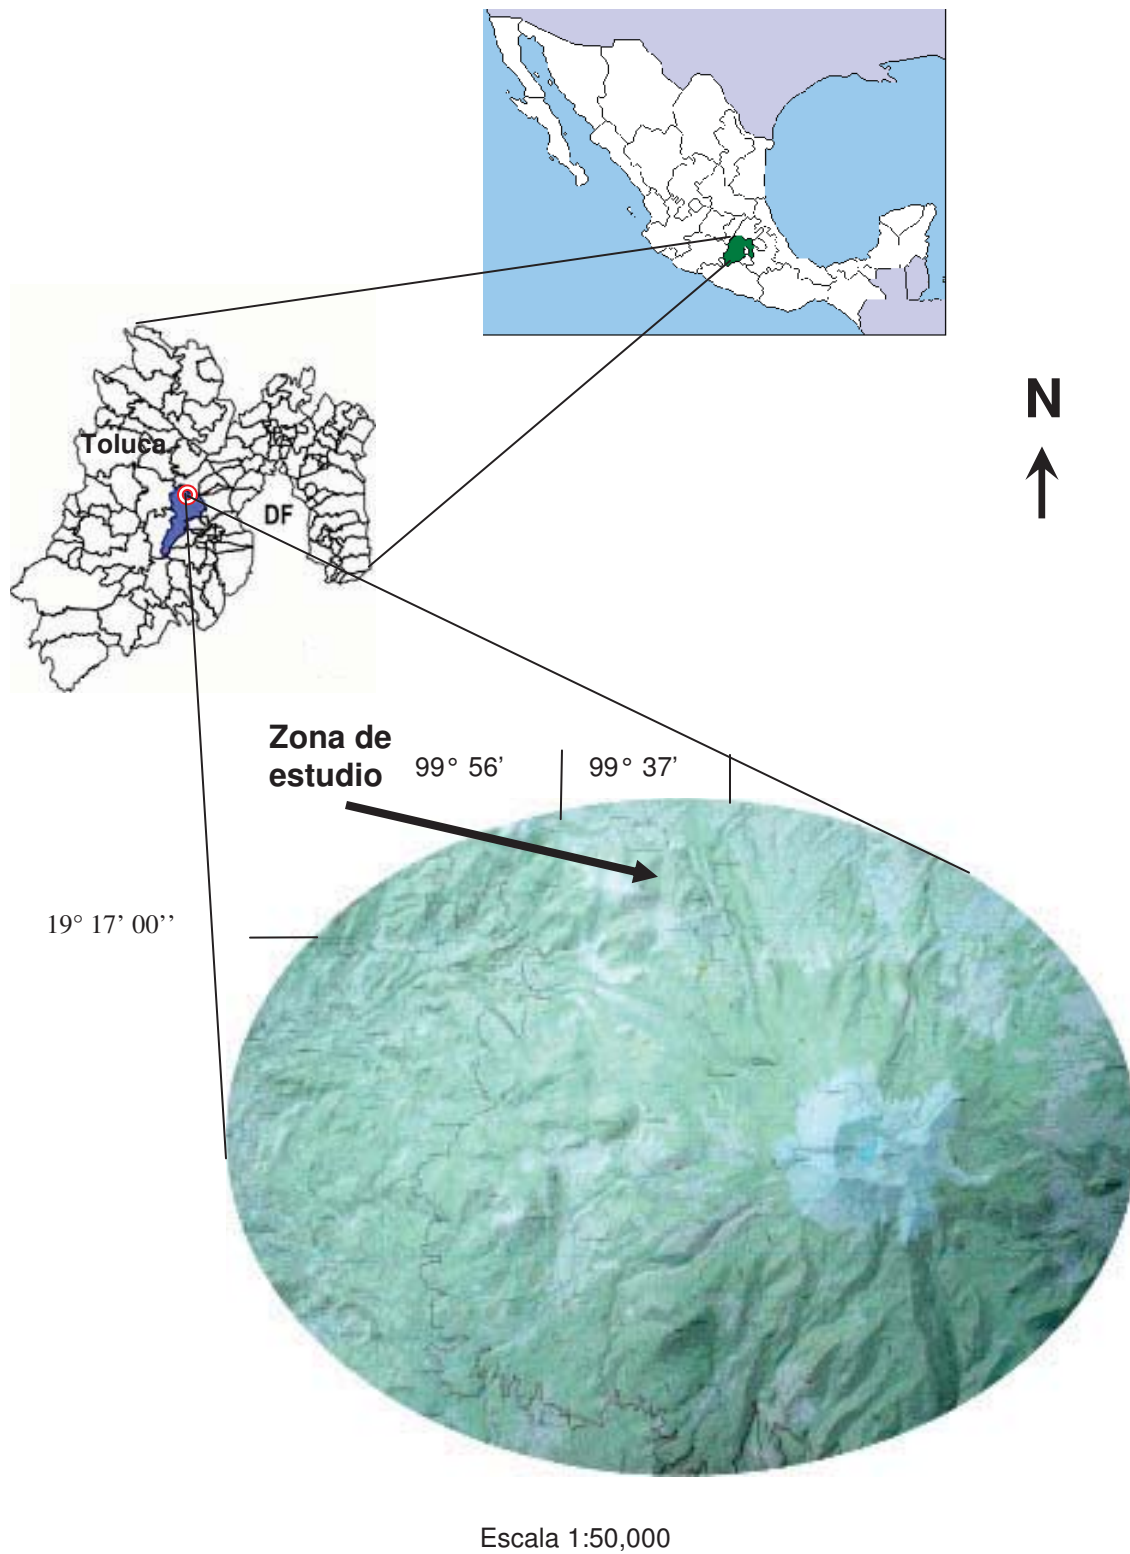 N
Toluca
DF
Zona de
estudio
99° 56’
99° 37’
19° 17’ 00’’
Escala 1:50,000